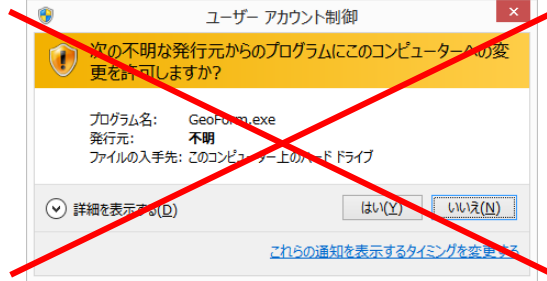 ユーザー アカウント制御
次の不明な発行元からのプログラムにこのコンピューターへの変
更を許可しますか?
プログラム名: GeoForm.exe
発行元: 不明
ファイルの入手先: このコンピューター上のハード ドライブ
詳細を表示する(D) はい(Y) いいえ(N)
これらの通知を表示するタイミングを変更する